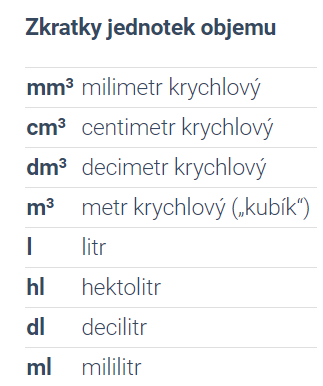 Zkratky jednotek objemu
mm³ milimetr krychlový
cm³ centimetr krychlový
dm³ decimetr krychlový
m³ metr krychlový („kubík“)
l litr
hl hektolitr
dl decilitr
ml mililitr